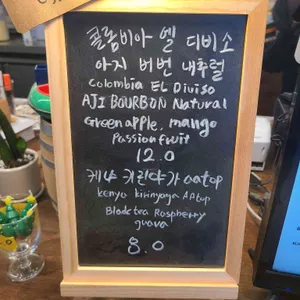 콜롬비아 엘 디비소
아지 버번 내추럴
Colombia EL Diviso
AJI BOURBON Natural
Green apple, mango
Passion fruit
12.0
케냐 키린야가 aatop
kenya kirinyaga AAtop
Black tea Raspberry
guava
8.0